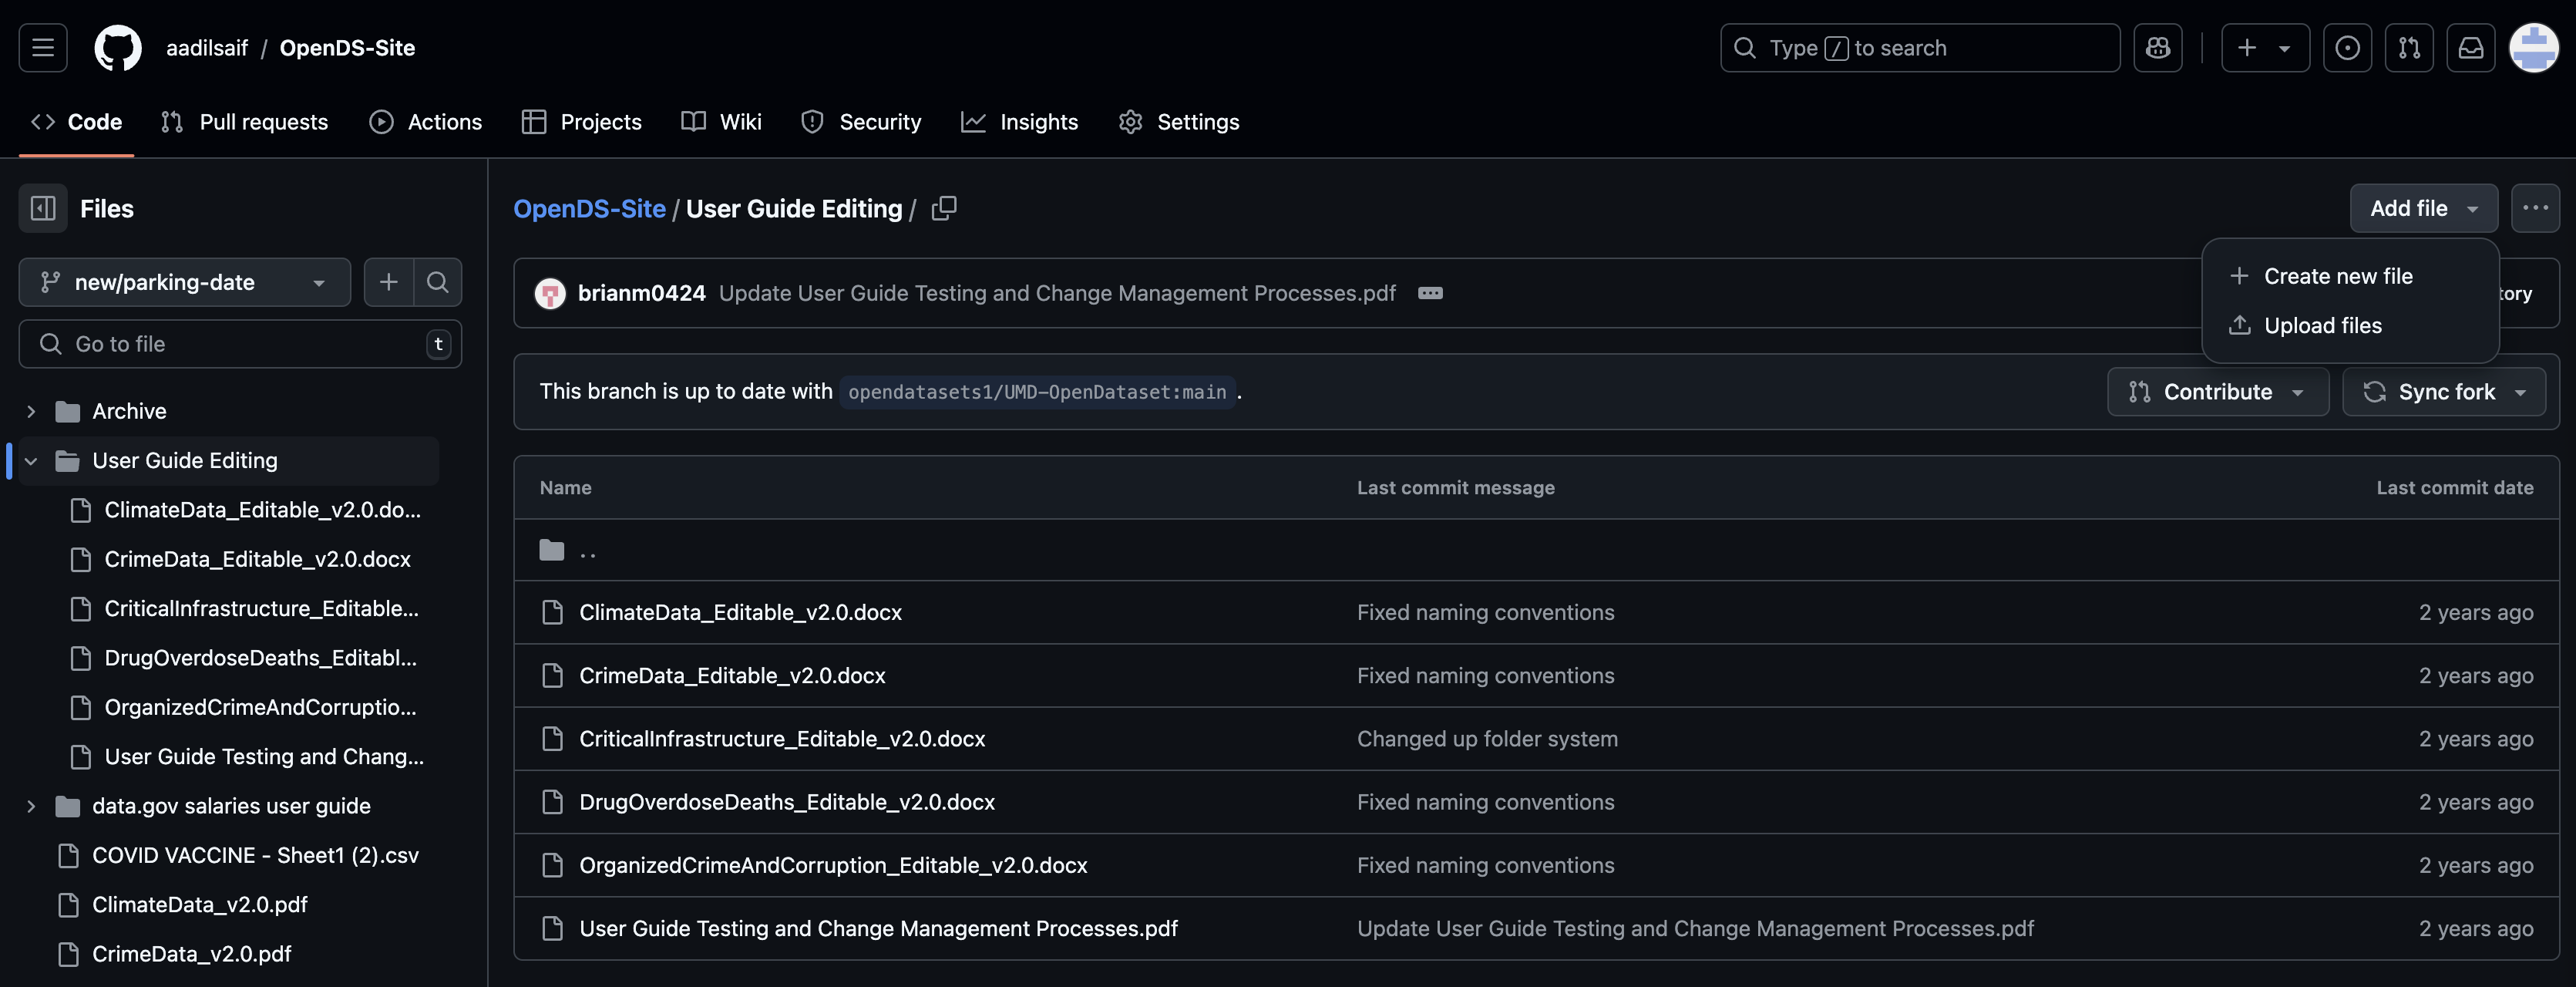 aadilsaif / OpenDS-Site
Type / to search
Code
Pull requests
Actions
Projects
Wiki
Security
Insights
Settings
Files
new/parking-date
Go to file
t
Archive
User Guide Editing
ClimateData_Editable_v2.0.do...
CrimeData_Editable_v2.0.docx
CriticalInfrastructure_Editable...
DrugOverdoseDeaths_Editabl...
OrganizedCrimeAndCorruptio...
User Guide Testing and Chang...
data.gov salaries user guide
COVID VACCINE - Sheet1 (2).csv
ClimateData_v2.0.pdf
CrimeData_v2.0.pdf
OpenDS-Site / User Guide Editing /
Add file
Create new file
Upload files
brianm0424 Update User Guide Testing and Change Management Processes.pdf
tory
This branch is up to date with opendatasets1/UMD-OpenDataset:main .
Contribute
Sync fork
Name Last commit message Last commit date
..
ClimateData_Editable_v2.0.docx Fixed naming conventions 2 years ago
CrimeData_Editable_v2.0.docx Fixed naming conventions 2 years ago
CriticalInfrastructure_Editable_v2.0.docx Changed up folder system 2 years ago
DrugOverdoseDeaths_Editable_v2.0.docx Fixed naming conventions 2 years ago
OrganizedCrimeAndCorruption_Editable_v2.0.docx Fixed naming conventions 2 years ago
User Guide Testing and Change Management Processes.pdf Update User Guide Testing and Change Management Processes.pdf 2 years ago